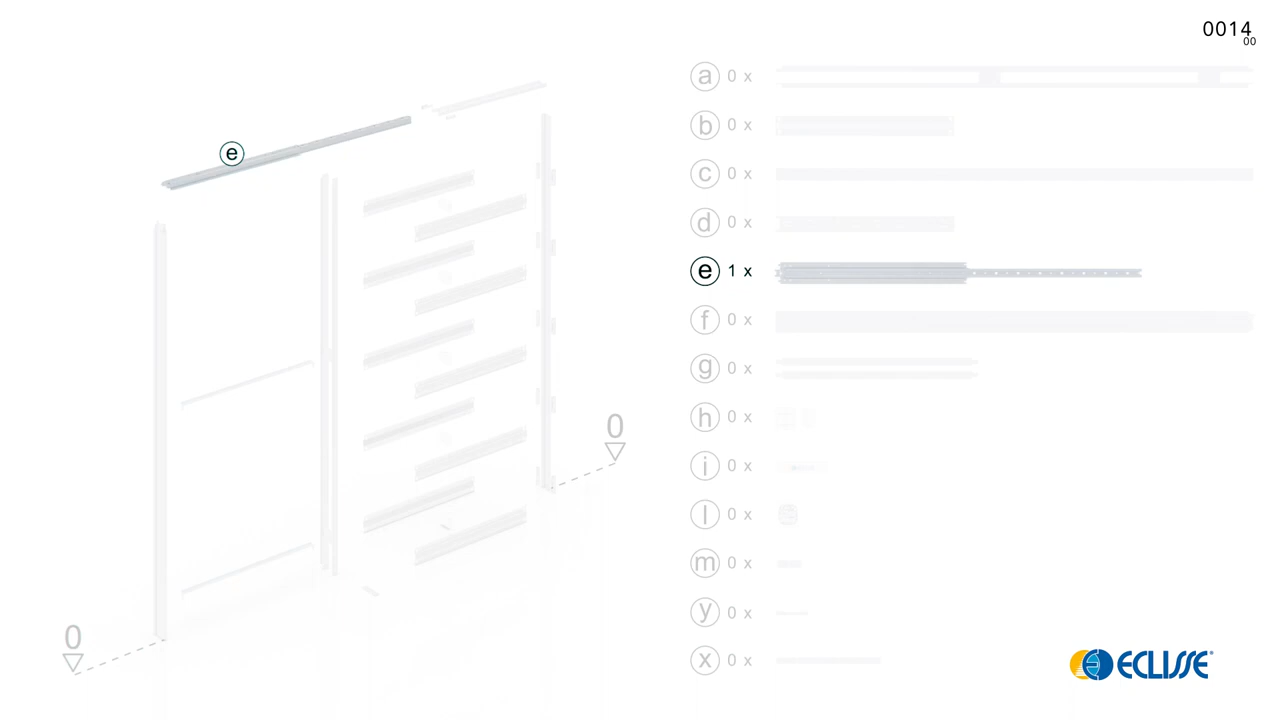 0014
00
a 0 x
b 0 x
e
c 0 x
d 0 x
e 1 x
f 0 x
g 0 x
0
h 0 x
i 0 x
l 0 x
m 0 x
y 0 x
0
x 0 x
ECLISSE®